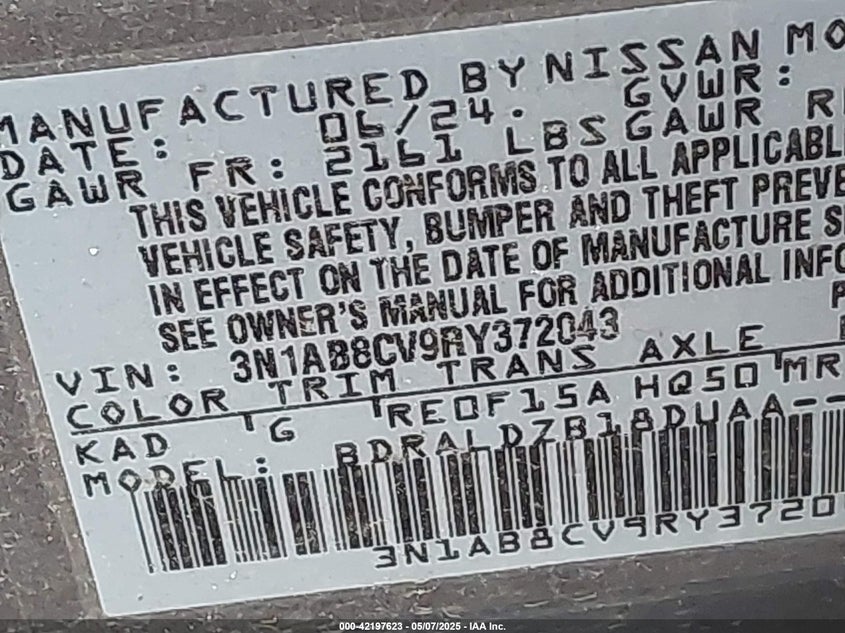 MANUFACTURED BY NISSAN MO
DATE: 06/24. GVWR:
GAWR FR: 2161 LBS GAWR R
THIS VEHICLE CONFORMS TO ALL APPLICABL
VEHICLE SAFETY, BUMPER AND THEFT PREVE
IN EFFECT ON THE DATE OF MANUFACTURE S
SEE OWNER'S MANUAL FOR ADDITIONAL INFO
VIN: 3N1AB8CV9RY372043
COLOR TRIM TRANS AXLE
KAD G RE0F15A HQ50 MR
MODEL: BDRALDZB18DUAA--
3N1AB8CV9RY3720
000-42197623 - 05/07/2025 - IAA Inc.